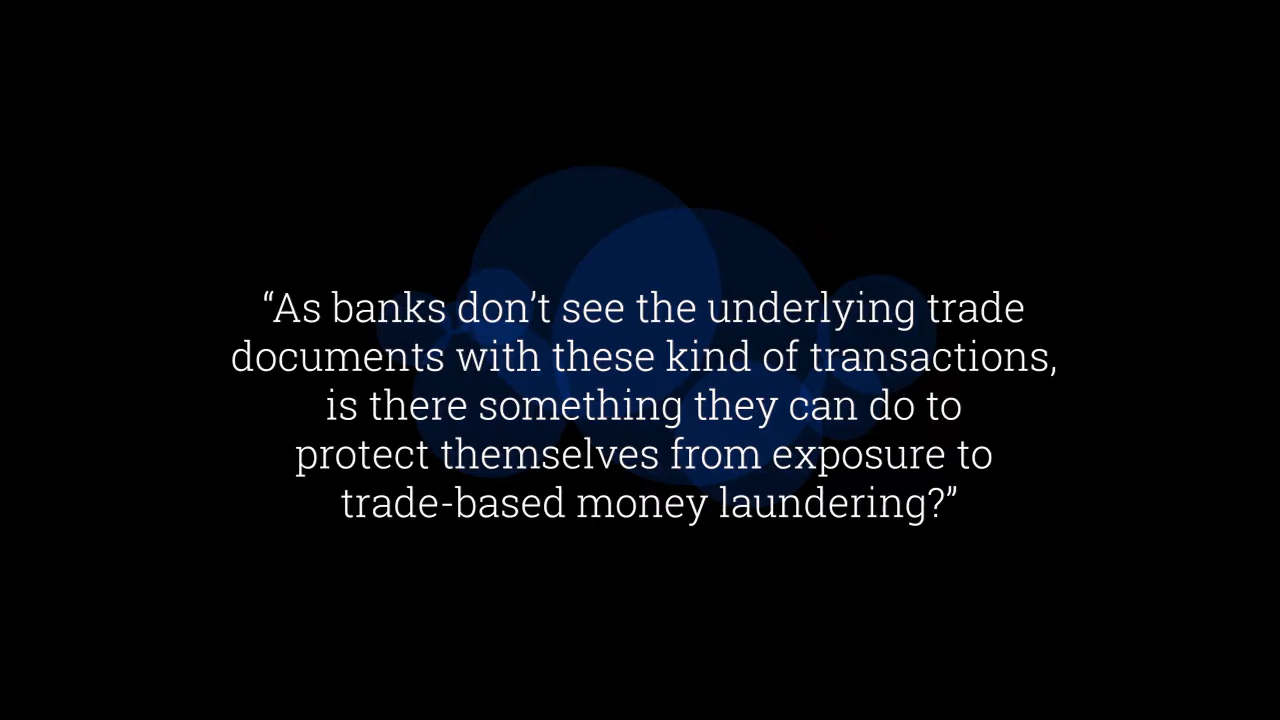 “As banks don’t see the underlying trade
documents with these kind of transactions,
is there something they can do to
protect themselves from exposure to
trade-based money laundering?”